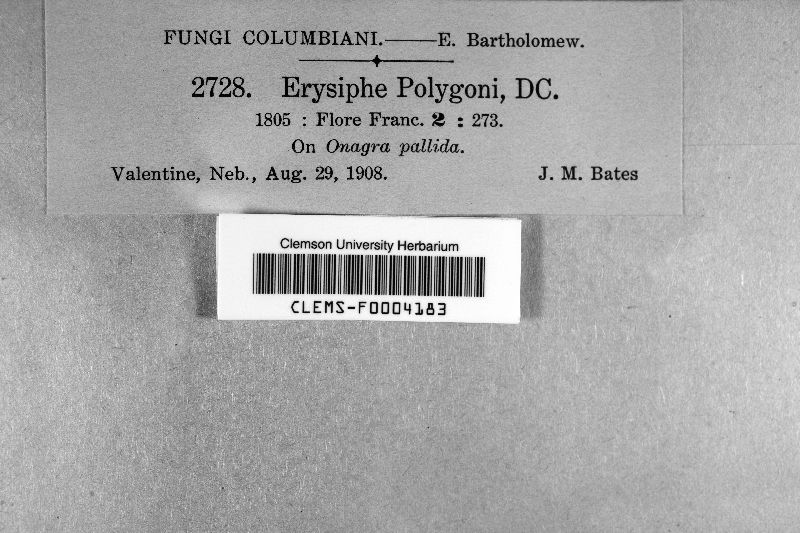 FUNGI COLUMBIANI.——E. Bartholomew.
2728. Erysiphe Polygoni, DC.
1805 : Flore Franc. 2 : 273.
On Onagra pallida.
Valentine, Neb., Aug. 29, 1908. J. M. Bates
Clemson University Herbarium
CLEMS-F0004183